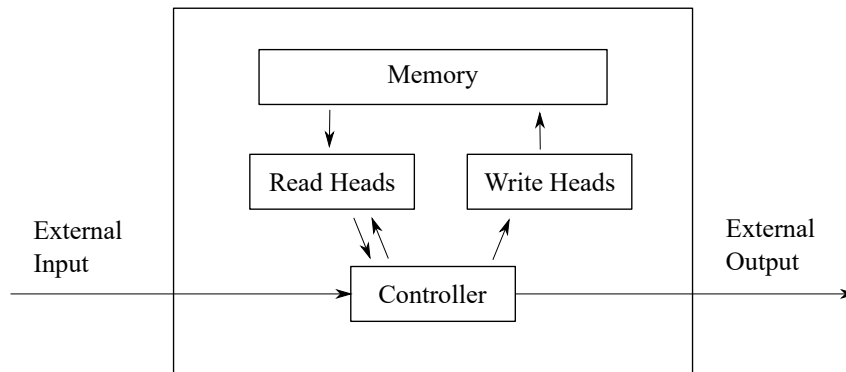 Memory
Read Heads
Write Heads
External
Input
External
Output
Controller